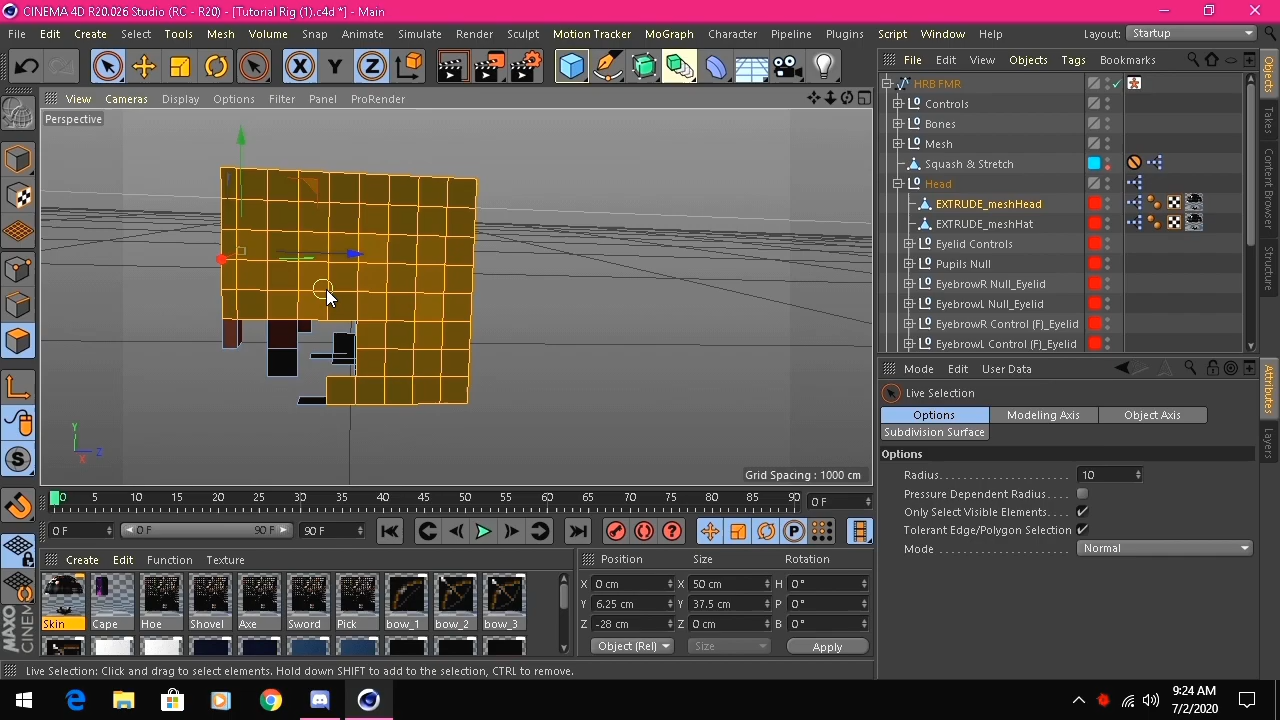 CINEMA 4D R20.026 Studio (RC - R20) - [Tutorial Rig (1).c4d *] - Main
File Edit Create Select Tools Mesh Volume Snap Animate Simulate Render Sculpt Motion Tracker MoGraph Character Pipeline Plugins Script Window Help Layout: Startup
X Y Z
File Edit View Objects Tags Bookmarks
View Cameras Display Options Filter Panel ProRender
Perspective
HRB FMR
Controls
Bones
Mesh
Squash & Stretch
Head
EXTRUDE_meshHead
EXTRUDE_meshHat
Eyelid Controls
Pupils Null
EyebrowR Null_Eyelid
EyebrowL Null_Eyelid
EyebrowR Control (F)_Eyelid
EyebrowL Control (F)_Eyelid
Objects
Takes
Content Browser
Structure
Mode Edit User Data
Live Selection
Options Modeling Axis Object Axis
Subdivision Surface
Options
Radius 10
Pressure Dependent Radius
Only Select Visible Elements
Tolerant Edge/Polygon Selection
Mode Normal
Attributes
Layers
Y
Z
X
Grid Spacing : 1000 cm
0 5 10 15 20 25 30 35 40 45 50 55 60 65 70 75 80 85 90 0 F
0 F 0 F 90 F 90 F
Create Edit Function Texture
Position Size Rotation
X 0 cm X 50 cm H 0°
Y 6.25 cm Y 37.5 cm P 0°
Z -28 cm Z 0 cm B 0°
Object (Rel) Size Apply
Skin Cape Hoe Shovel Axe Sword Pick bow_1 bow_2 bow_3
MAXON
CINEMA
Live Selection: Click and drag to select elements. Hold down SHIFT to add to the selection, CTRL to remove.
9:24 AM
7/2/2020